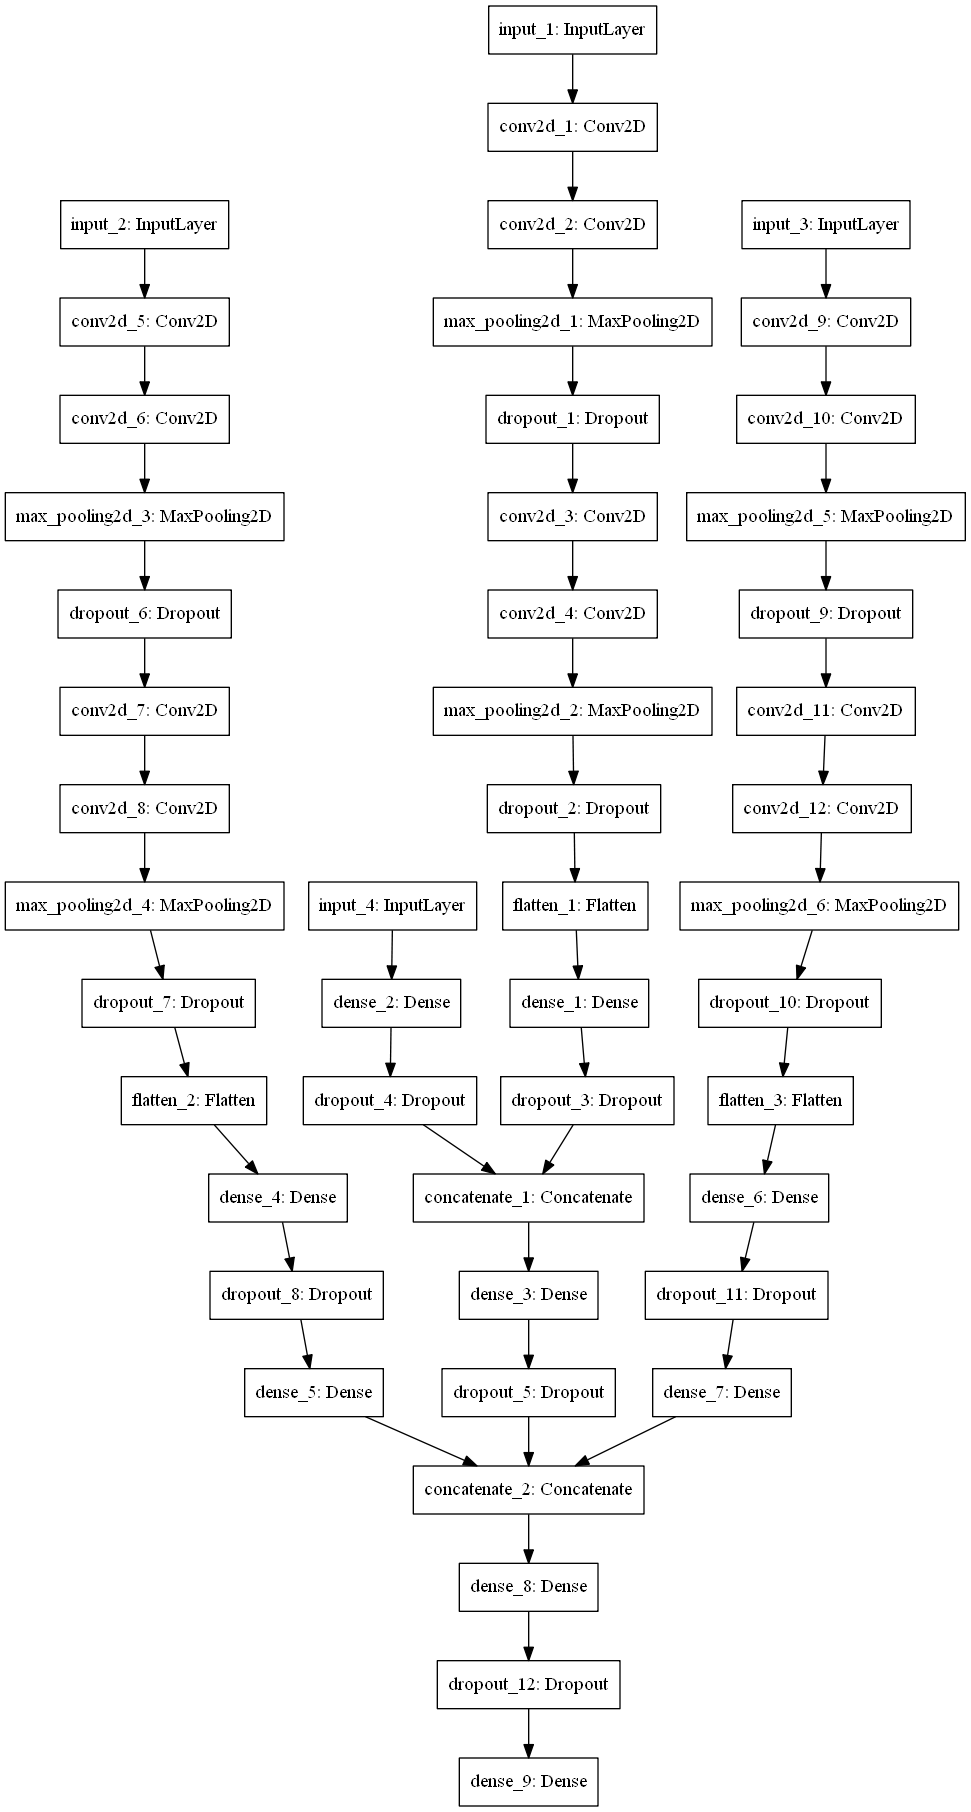 input_1: InputLayer
conv2d_1: Conv2D
input_2: InputLayer
conv2d_2: Conv2D
input_3: InputLayer
conv2d_5: Conv2D
max_pooling2d_1: MaxPooling2D
conv2d_9: Conv2D
conv2d_6: Conv2D
dropout_1: Dropout
conv2d_10: Conv2D
max_pooling2d_3: MaxPooling2D
conv2d_3: Conv2D
max_pooling2d_5: MaxPooling2D
dropout_6: Dropout
conv2d_4: Conv2D
dropout_9: Dropout
conv2d_7: Conv2D
max_pooling2d_2: MaxPooling2D
conv2d_11: Conv2D
conv2d_8: Conv2D
dropout_2: Dropout
conv2d_12: Conv2D
max_pooling2d_4: MaxPooling2D
input_4: InputLayer
flatten_1: Flatten
max_pooling2d_6: MaxPooling2D
dropout_7: Dropout
dense_2: Dense
dense_1: Dense
dropout_10: Dropout
flatten_2: Flatten
dropout_4: Dropout
dropout_3: Dropout
flatten_3: Flatten
dense_4: Dense
concatenate_1: Concatenate
dense_6: Dense
dropout_8: Dropout
dense_3: Dense
dropout_11: Dropout
dense_5: Dense
dropout_5: Dropout
dense_7: Dense
concatenate_2: Concatenate
dense_8: Dense
dropout_12: Dropout
dense_9: Dense